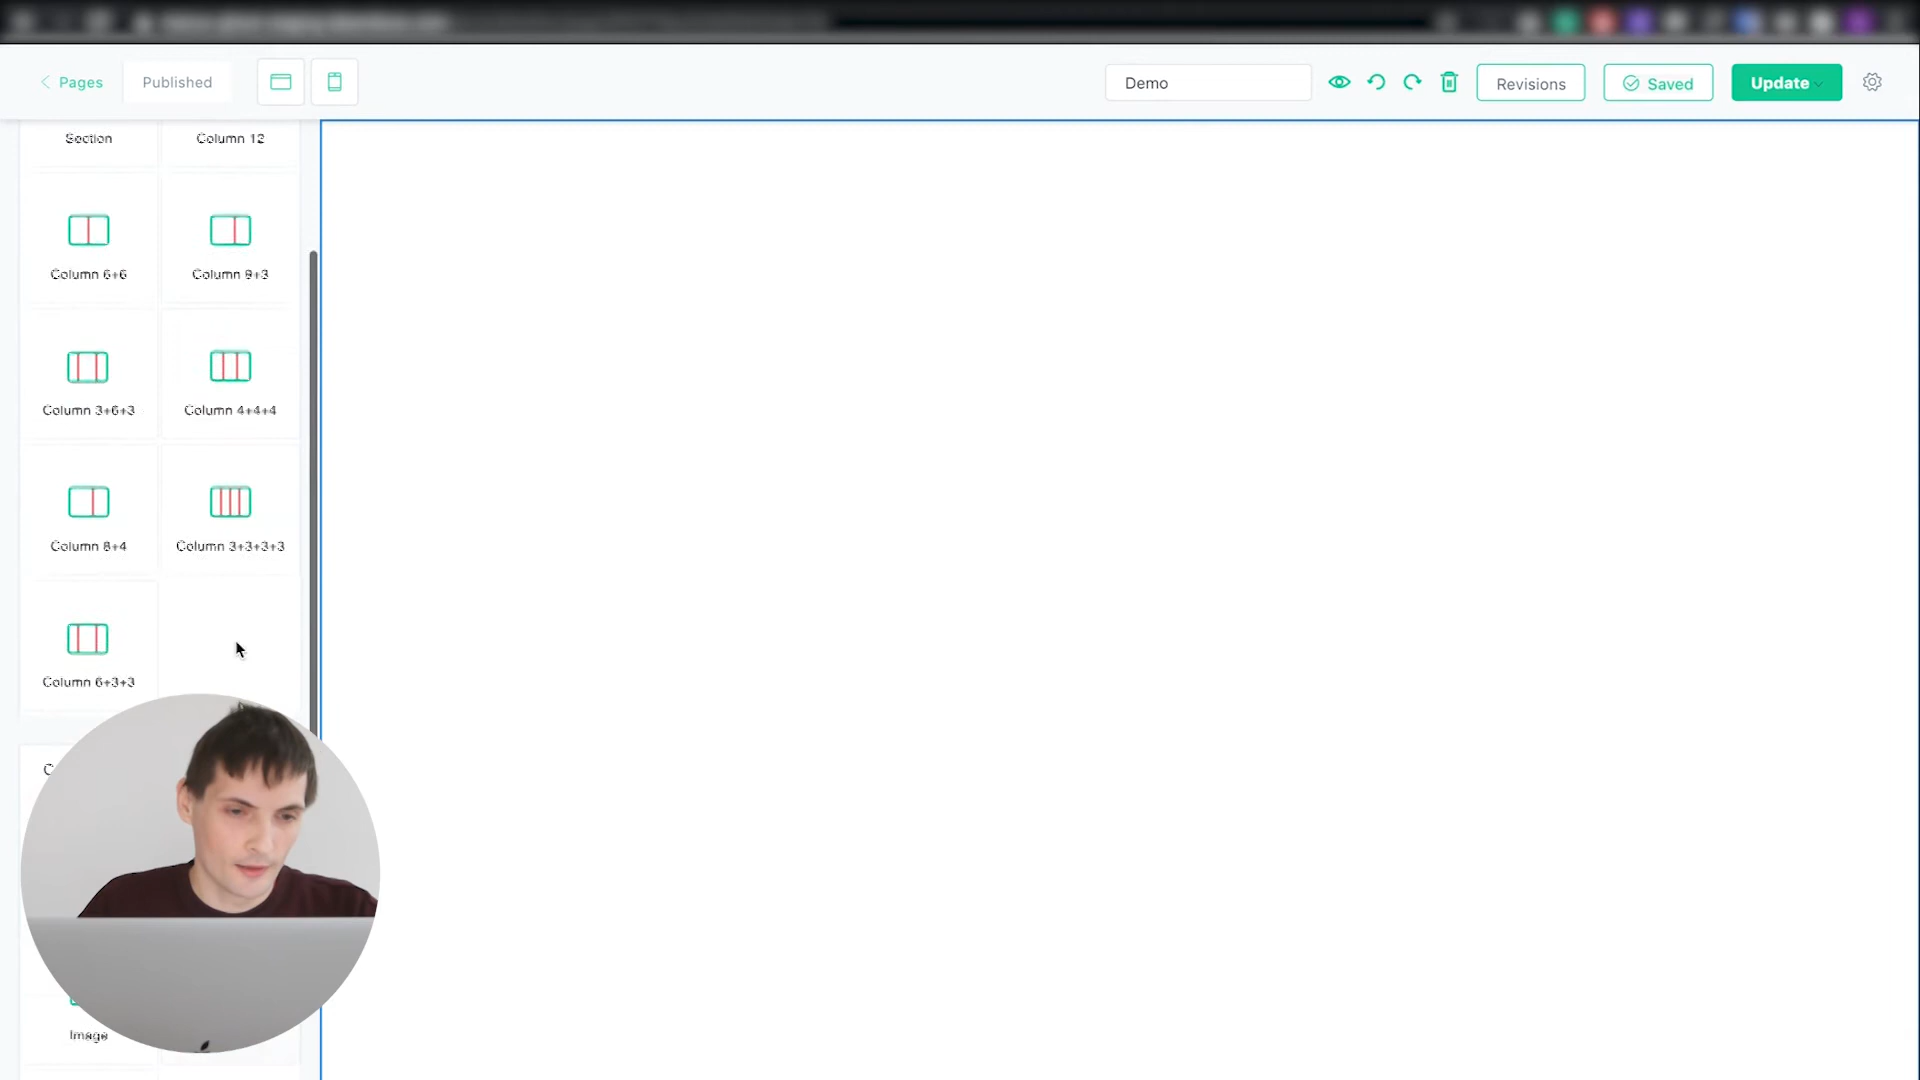 Pages
Published
Demo
Revisions
Saved
Update
Section
Column 12
Column 6+6
Column 9+3
Column 3+6+3
Column 4+4+4
Column 8+4
Column 3+3+3+3
Column 6+3+3
Image